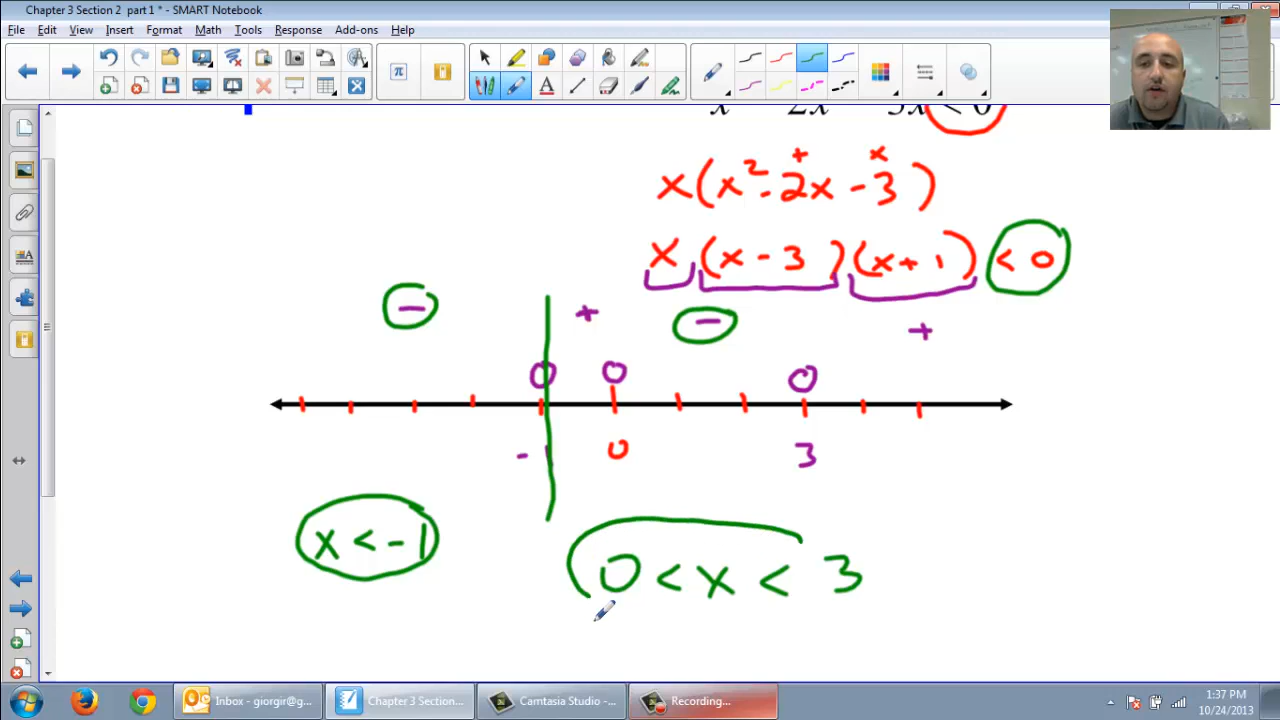 Chapter 3 Section 2 part 1 * - SMART Notebook
File Edit View Insert Format Math Tools Response Add-ons Help
x(x² - 2x - 3)
+ x
x (x - 3)(x + 1) < 0
- + - +
0 0 0
-1 0 3
x < -1
0 < x < 3
Inbox - giorgir@g... Chapter 3 Section... Camtasia Studio -... Recording...
1:37 PM
10/24/2013